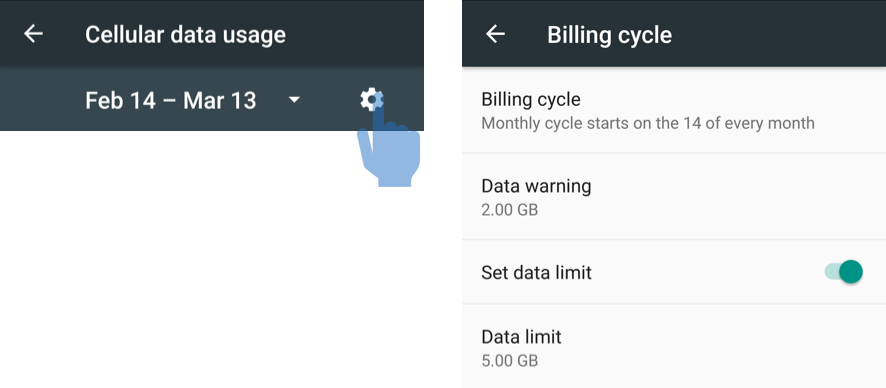 Cellular data usage
Feb 14 – Mar 13
Billing cycle
Billing cycle
Monthly cycle starts on the 14 of every month
Data warning
2.00 GB
Set data limit
Data limit
5.00 GB